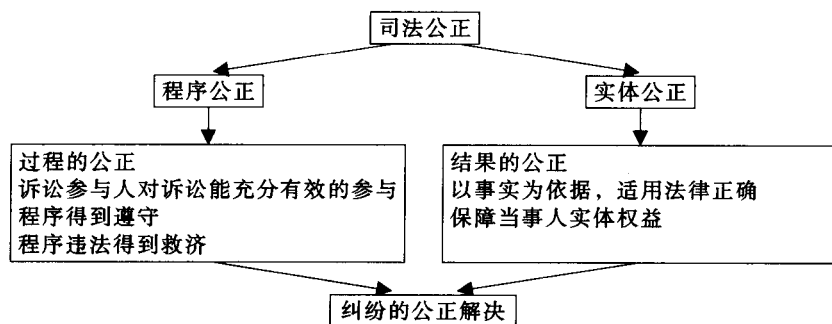 司法公正
程序公正
实体公正
过程的公正
诉讼参与人对诉讼能充分有效的参与
程序得到遵守
程序违法得到救济
结果的公正
以事实为依据，适用法律正确
保障当事人实体权益
纠纷的公正解决